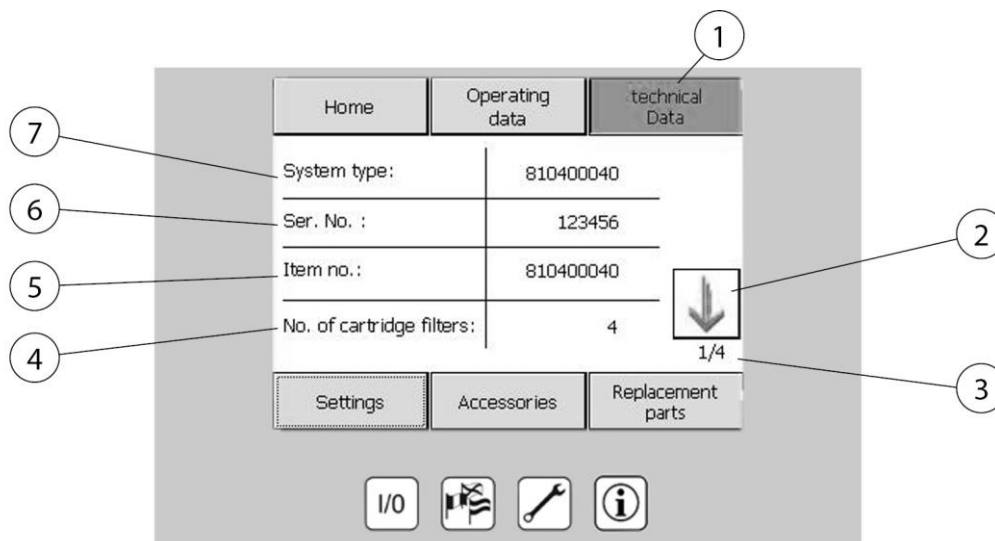 1
Home
Operating
data
technical
Data
7
System type:
810400040
6
Ser. No. :
123456
2
5
Item no.:
810400040
4
No. of cartridge filters:
4
1/4
3
Settings
Accessories
Replacement
parts
I/0
i